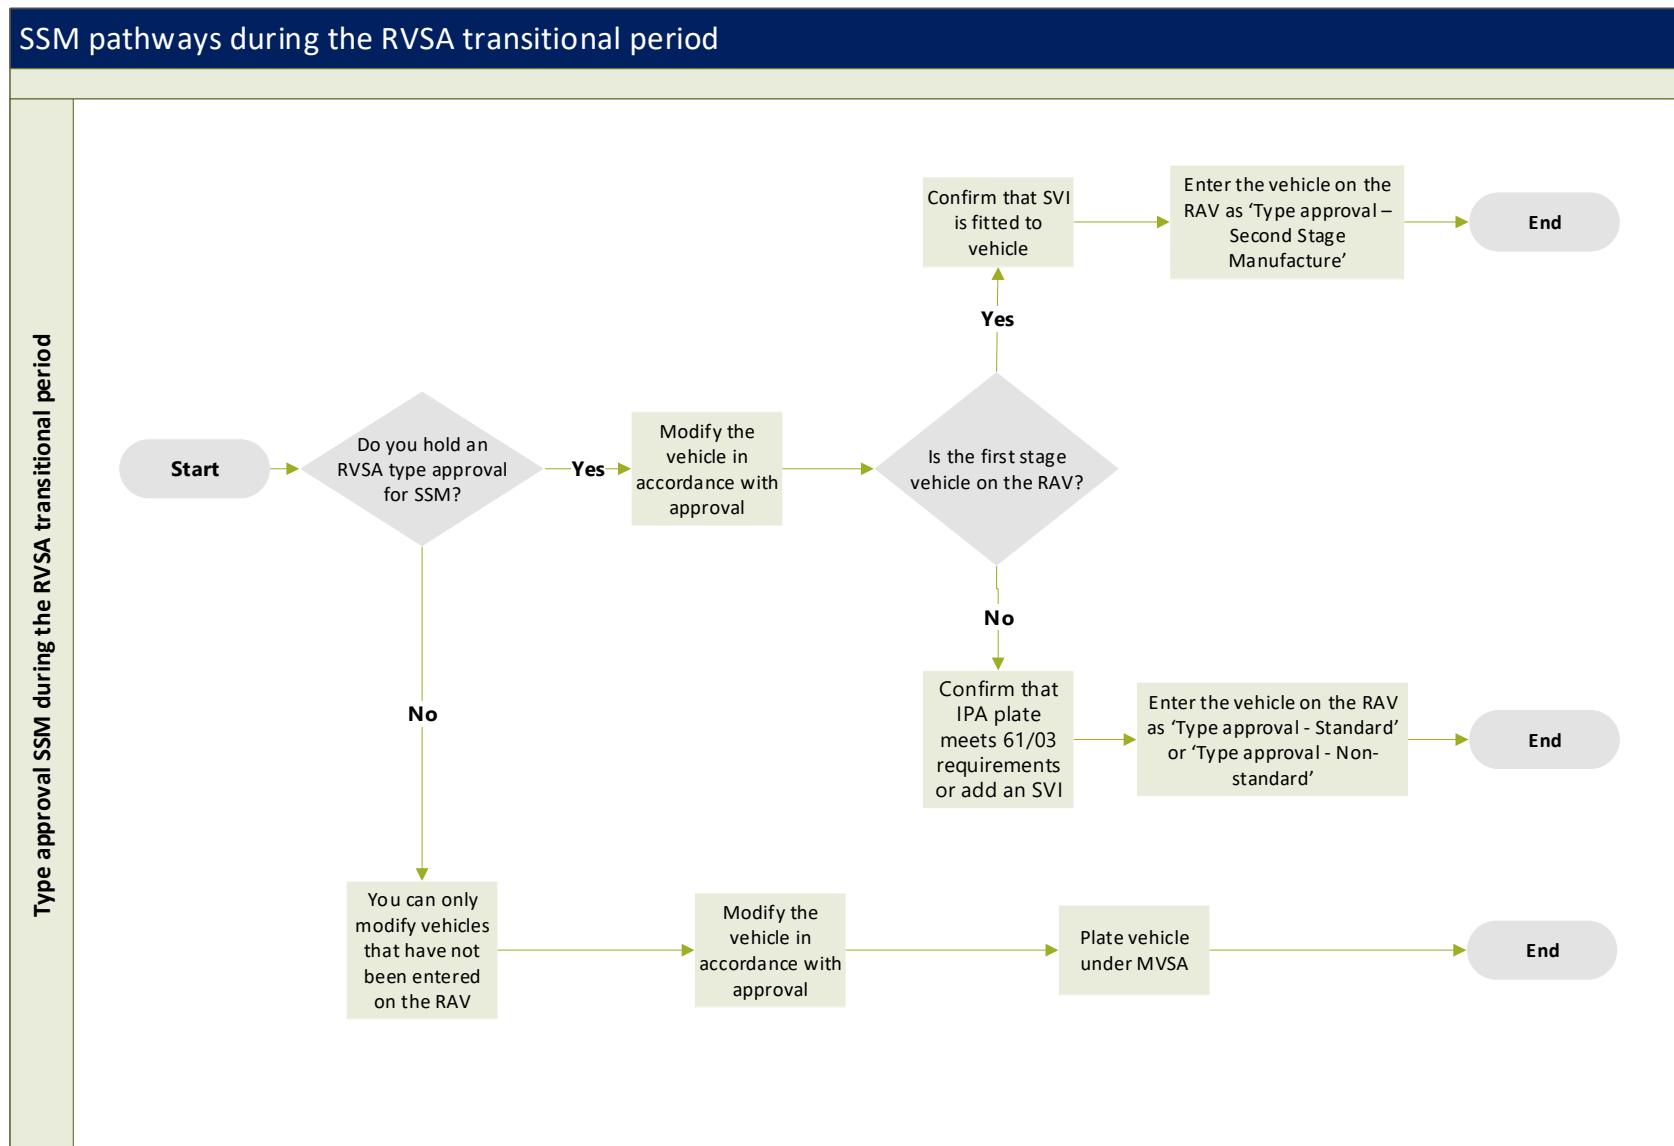 SSM pathways during the RVSA transitional period
Type approval SSM during the RVSA transitional period
Start
Do you hold an
RVSA type approval
for SSM?
Yes
Modify the
vehicle in
accordance with
approval
Is the first stage
vehicle on the RAV?
Yes
Confirm that SVI
is fitted to
vehicle
Enter the vehicle on the
RAV as ‘Type approval –
Second Stage
Manufacture’
End
No
Confirm that
IPA plate
meets 61/03
requirements
or add an SVI
Enter the vehicle on the RAV
as ‘Type approval - Standard’
or ‘Type approval - Non-
standard’
End
No
You can only
modify vehicles
that have not
been entered
on the RAV
Modify the
vehicle in
accordance with
approval
Plate vehicle
under MVSA
End